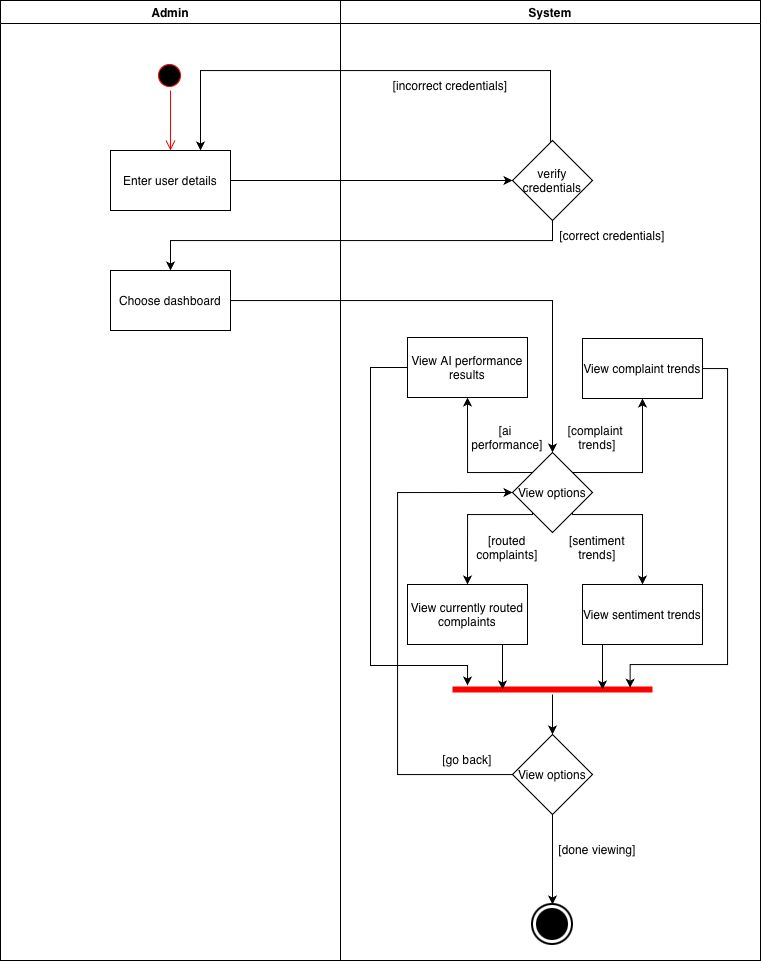 Admin
System
[incorrect credentials]
Enter user details
verify
credentials
[correct credentials]
Choose dashboard
View AI performance
results
View complaint trends
[ai
performance]
[complaint
trends]
View options
[routed
complaints]
[sentiment
trends]
View currently routed
complaints
View sentiment trends
[go back]
View options
[done viewing]